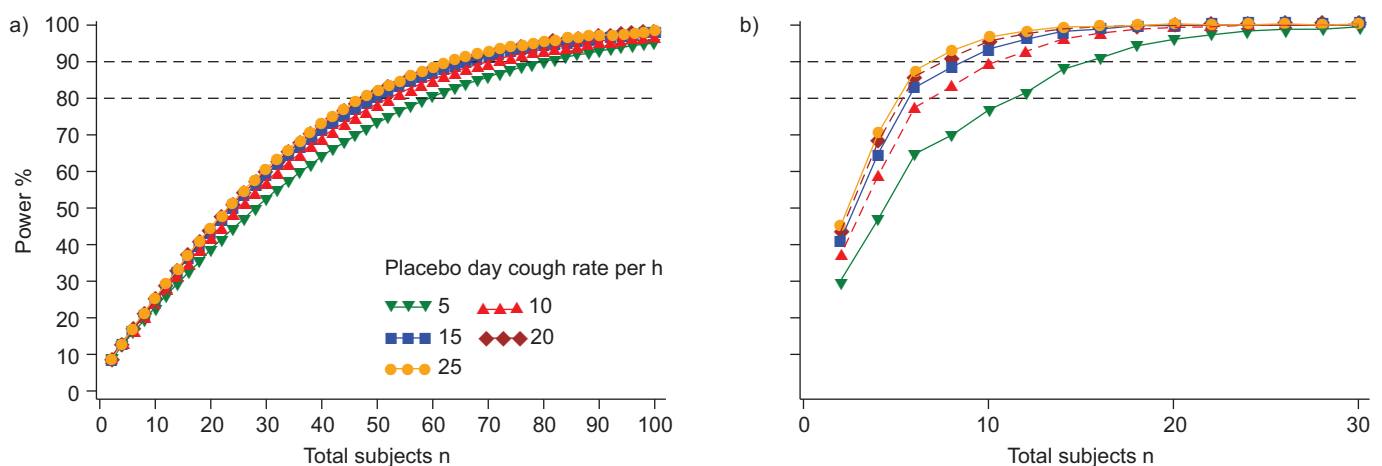 a)
100
90
80
70
60
50
40
30
20
10
0
Power %
0 10 20 30 40 50 60 70 80 90 100
Total subjects n
Placebo day cough rate per h
5 10
15 20
25
b)
0 10 20 30
Total subjects n